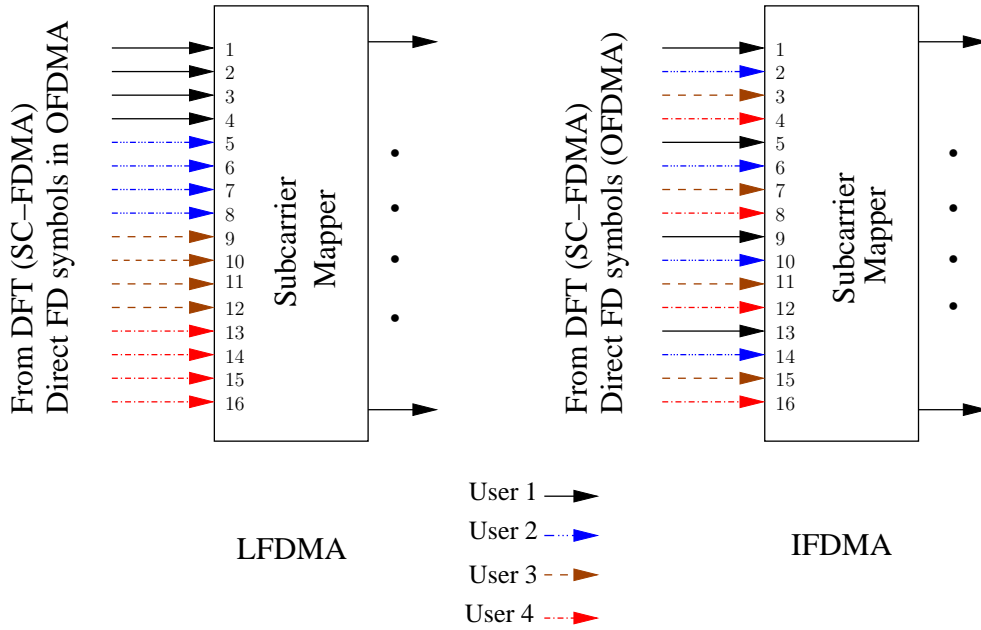 From DFT (SC–FDMA)
Direct FD symbols in OFDMA
1
2
3
4
5
6
7
8
9
10
11
12
13
14
15
16
Subcarrier
Mapper
From DFT (SC–FDMA)
Direct FD symbols (OFDMA)
1
2
3
4
5
6
7
8
9
10
11
12
13
14
15
16
Subcarrier
Mapper
User 1
User 2
User 3
User 4
LFDMA
IFDMA